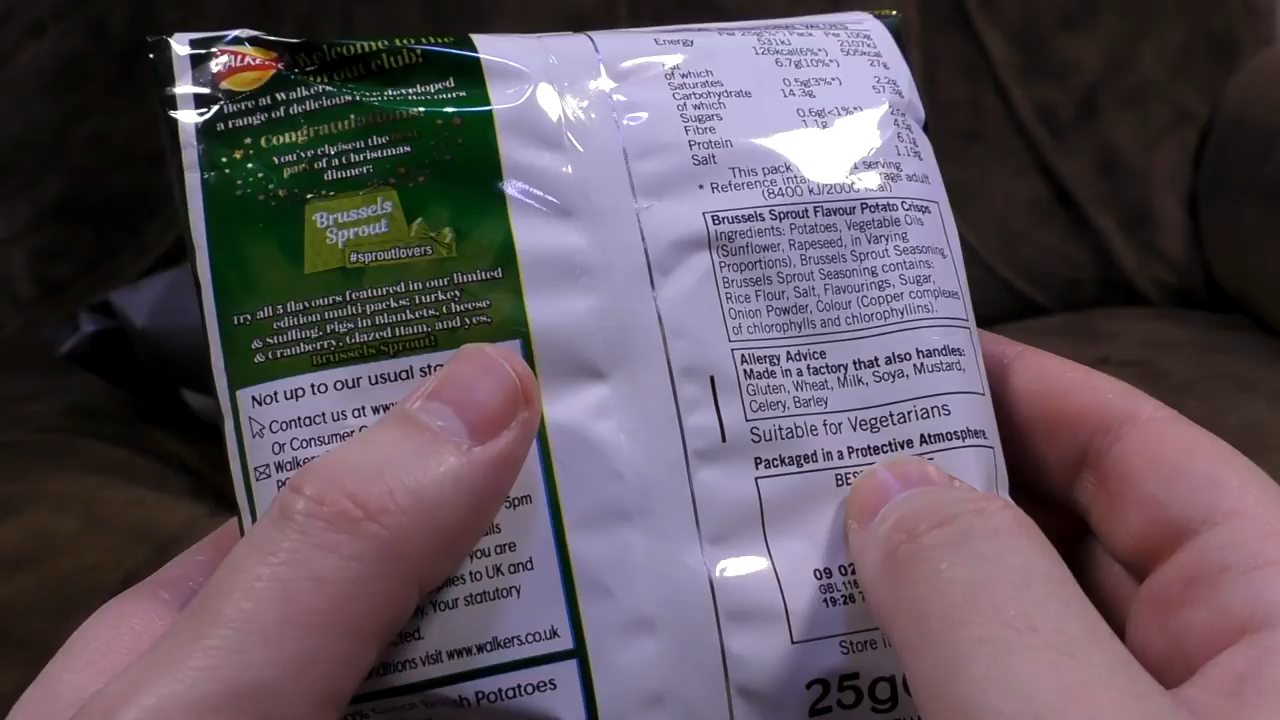 WALKERS
Welcome to the
sprout club!
Here at Walkers developed
a range of delicious flavours
Congratulations!
You've chosen the best
part of a Christmas
dinner:
Brussels
Sprout
#sproutlovers
Try all 5 flavours featured in our limited
edition multi-packs: Turkey
& Stuffing, Pigs in Blankets, Cheese
& Cranberry, Glazed Ham, and yes,
Brussels Sprout!
Not up to our usual
Contact us at
Or Consumer
5pm
you are
to UK and
Your statutory
visit www.walkers.co.uk
Potatoes
Per 25g(%*) Pack Per 100g
Energy 531kJ 2107kJ
126kcal(6%*) 505kcal
6.7g(10%*) 27g
of which
Saturates 0.5g(3%*) 2.2g
Carbohydrate 14.3g 57.3g
of which
Sugars 0.6g(<1%*)
Fibre 1.1g 4.5g
Protein 6.1g
Salt 1.19g
This pack serving
* Reference adult
(8400 kJ/2000 kcal)
Brussels Sprout Flavour Potato Crisps
Ingredients: Potatoes, Vegetable Oils
(Sunflower, Rapeseed, in Varying
Proportions), Brussels Sprout Seasoning.
Brussels Sprout Seasoning contains:
Rice Flour, Salt, Flavourings, Sugar,
Onion Powder, Colour (Copper complexes
of chlorophylls and chlorophyllins).
Allergy Advice
Made in a factory that also handles:
Gluten, Wheat, Milk, Soya, Mustard,
Celery, Barley
Suitable for Vegetarians
Packaged in a Protective Atmosphere.
09 02
19:26
Store
25g